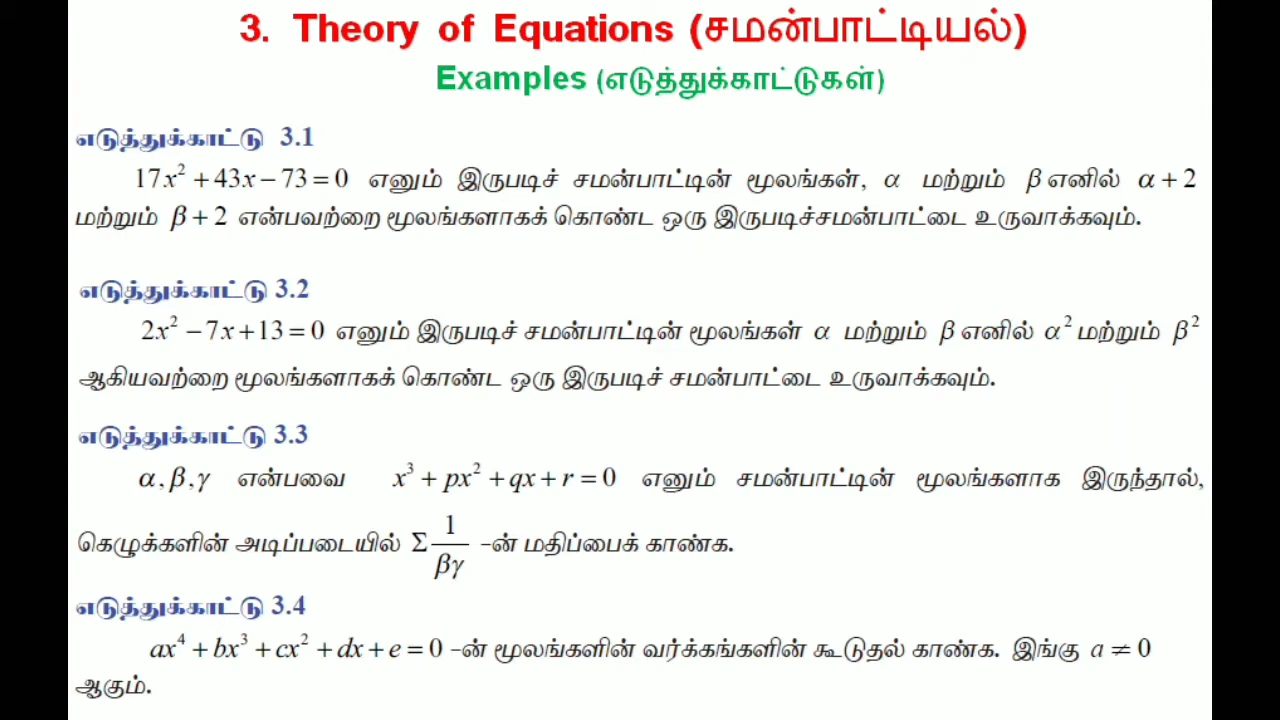 3. Theory of Equations (சமன்பாட்டியல்)
Examples (எடுத்துக்காட்டுகள்)
எடுத்துக்காட்டு 3.1
17x² + 43x − 73 = 0 எனும் இருபடிச் சமன்பாட்டின் மூலங்கள், α மற்றும் β எனில் α + 2
மற்றும் β + 2 என்பவற்றை மூலங்களாகக் கொண்ட ஒரு இருபடிச்சமன்பாட்டை உருவாக்கவும்.
எடுத்துக்காட்டு 3.2
2x² − 7x + 13 = 0 எனும் இருபடிச் சமன்பாட்டின் மூலங்கள் α மற்றும் β எனில் α² மற்றும் β²
ஆகியவற்றை மூலங்களாகக் கொண்ட ஒரு இருபடிச் சமன்பாட்டை உருவாக்கவும்.
எடுத்துக்காட்டு 3.3
α, β, γ என்பவை x³ + px² + qx + r = 0 எனும் சமன்பாட்டின் மூலங்களாக இருந்தால்,
கெழுக்களின் அடிப்படையில் Σ 1/βγ -ன் மதிப்பைக் காண்க.
எடுத்துக்காட்டு 3.4
ax⁴ + bx³ + cx² + dx + e = 0 -ன் மூலங்களின் வர்க்கங்களின் கூடுதல் காண்க. இங்கு a ≠ 0
ஆகும்.